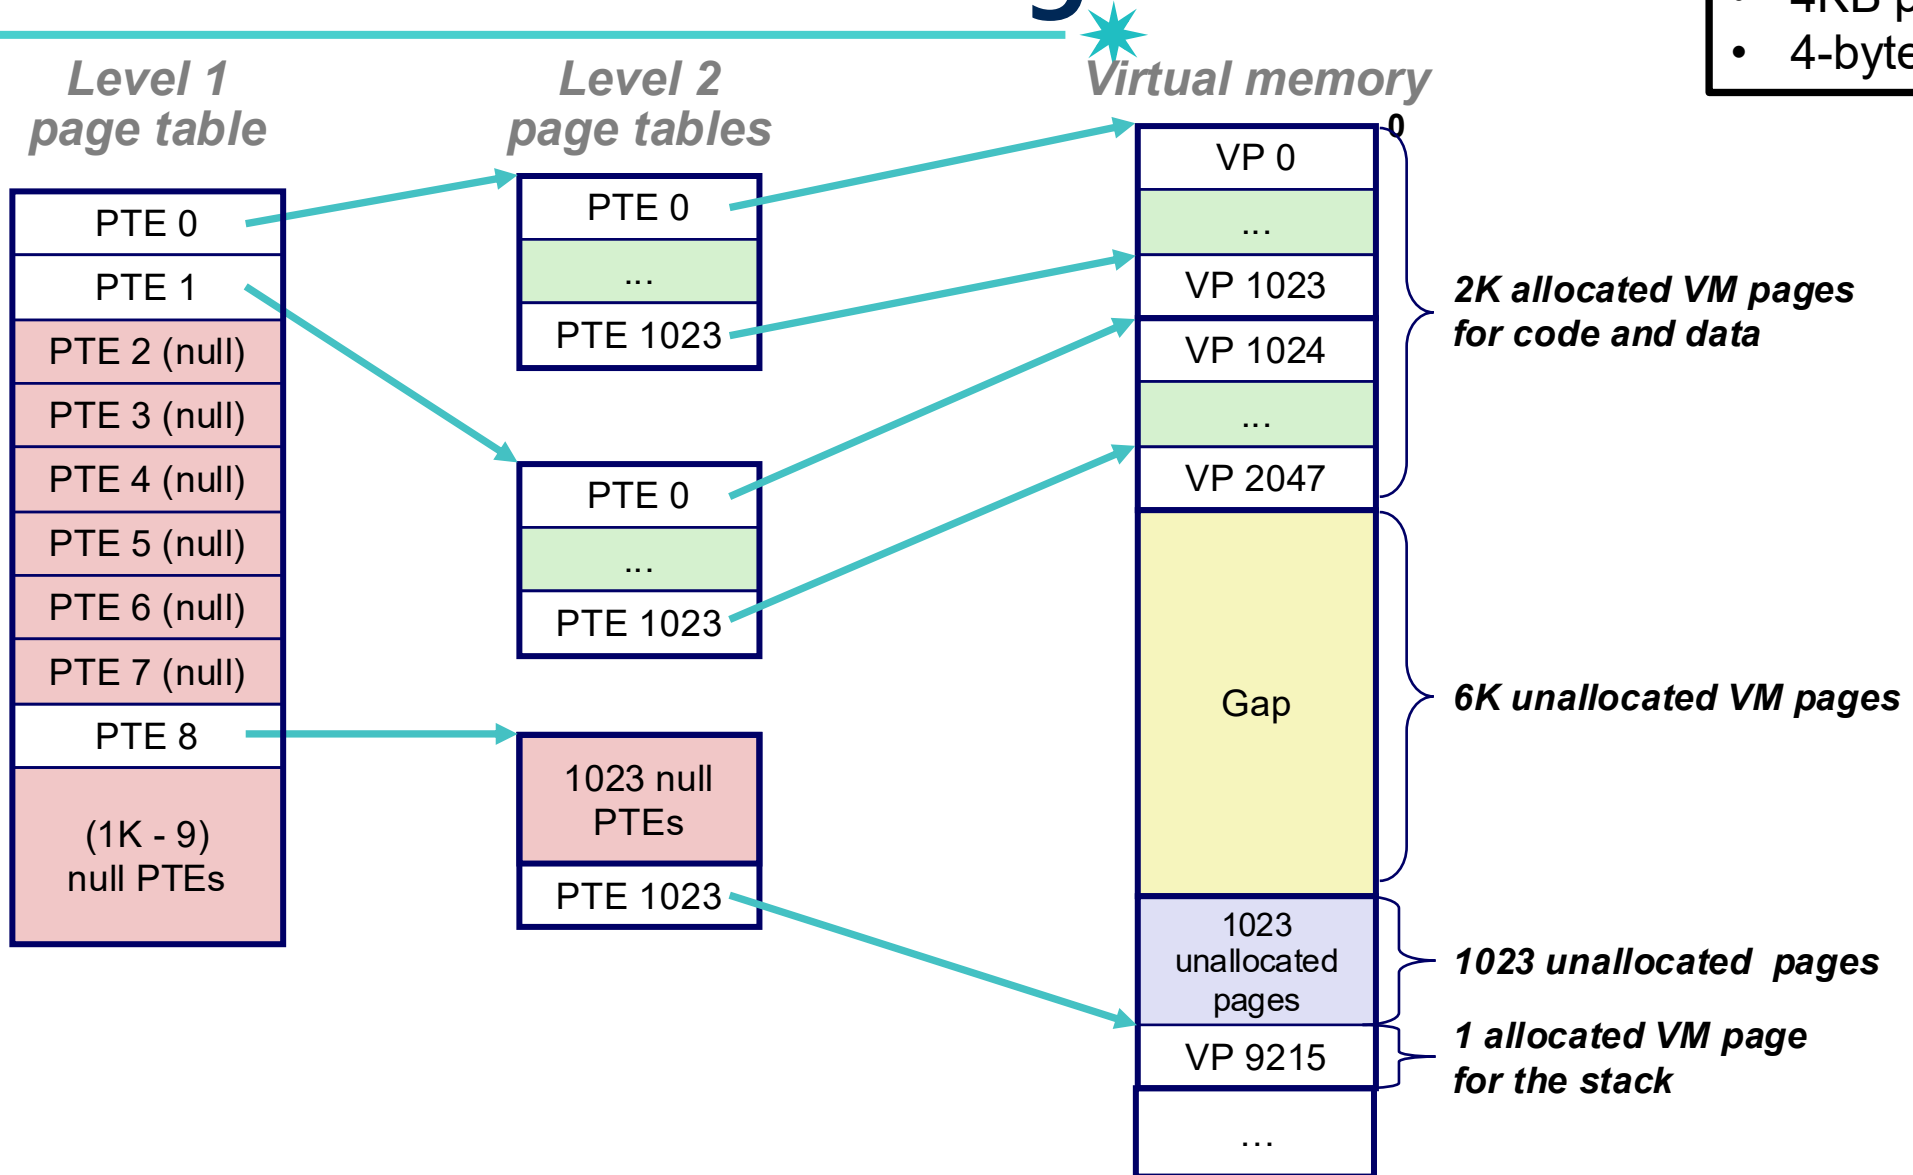 4KB p
4-byte
Level 1
page table
Level 2
page tables
Virtual memory
PTE 0
PTE 1
PTE 2 (null)
PTE 3 (null)
PTE 4 (null)
PTE 5 (null)
PTE 6 (null)
PTE 7 (null)
PTE 8
(1K - 9)
null PTEs
PTE 0
...
PTE 1023
PTE 0
...
PTE 1023
1023 null
PTEs
PTE 1023
0
VP 0
...
VP 1023
VP 1024
...
VP 2047
Gap
1023
unallocated
pages
VP 9215
...
2K allocated VM pages
for code and data
6K unallocated VM pages
1023 unallocated pages
1 allocated VM page
for the stack